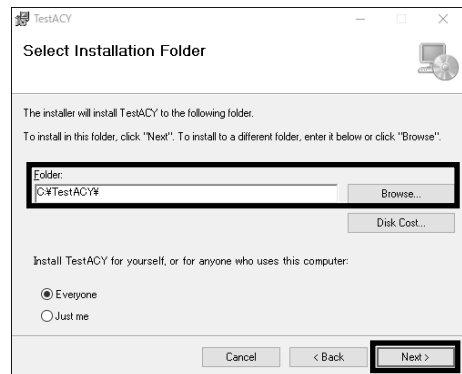 TestACY
Select Installation Folder
The installer will install TestACY to the following folder.
To install in this folder, click "Next". To install to a different folder, enter it below or click "Browse".
Folder:
C:¥TestACY¥
Browse...
Disk Cost...
Install TestACY for yourself, or for anyone who uses this computer:
Everyone
Just me
Cancel
< Back
Next >